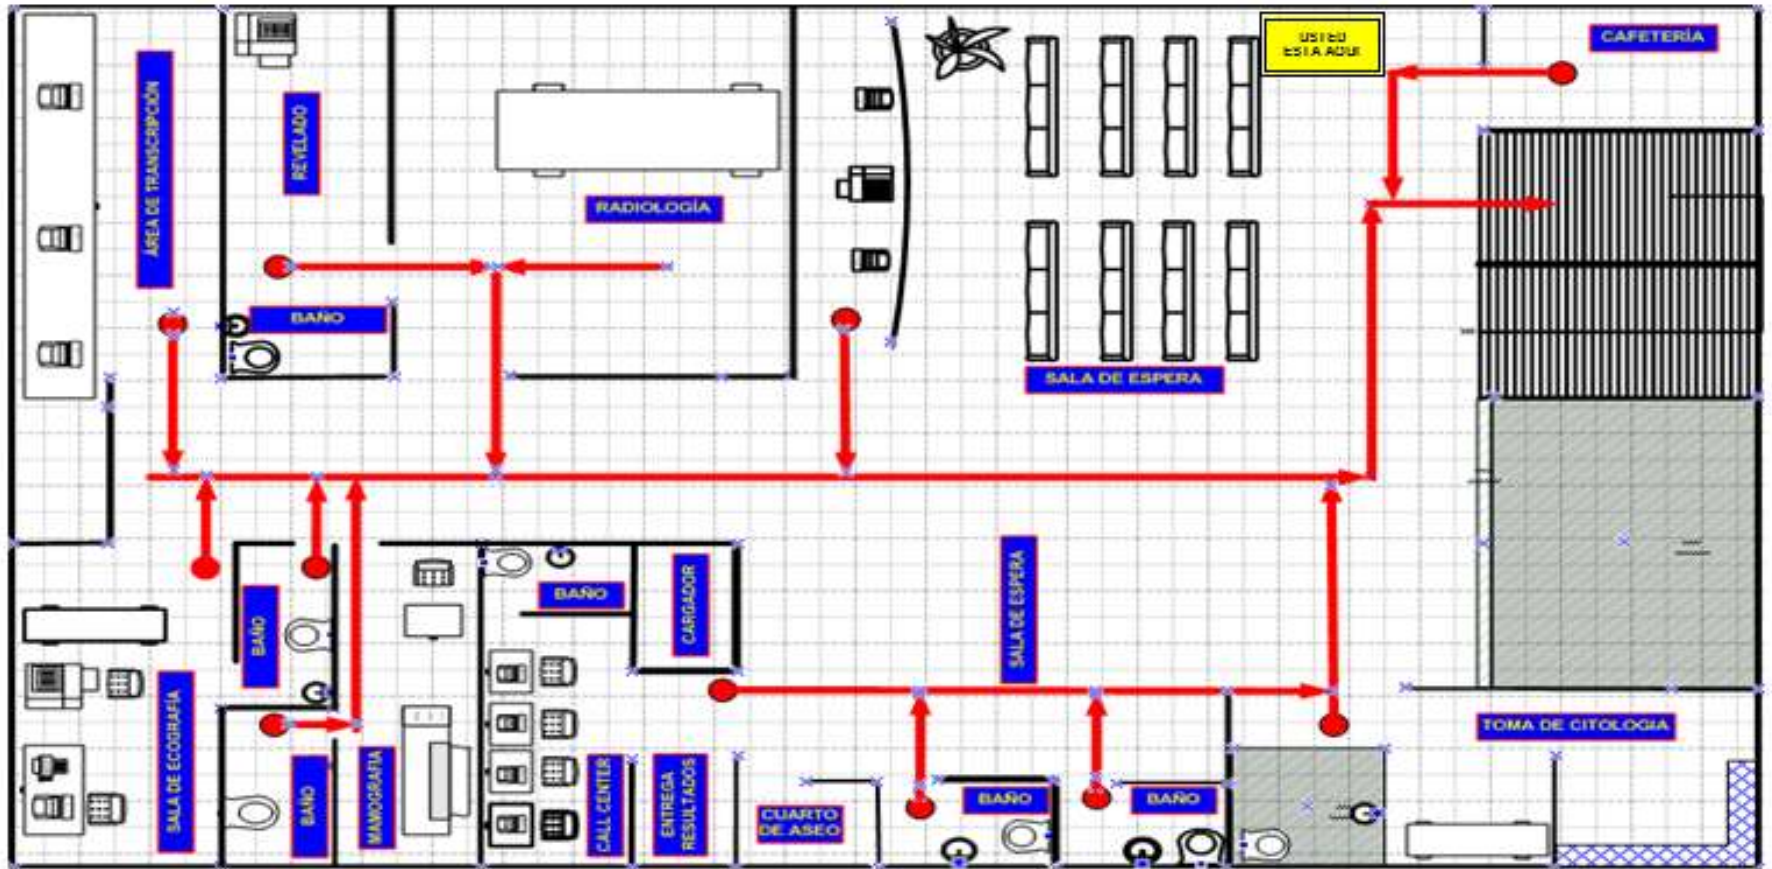 USTED
ESTA AQUI
CAFETERÍA
ÁREA DE TRANSCRIPCIÓN
REVELADO
RADIOLOGÍA
BAÑO
SALA DE ESPERA
BAÑO
BAÑO
CARGADOR
SALA DE ESPERA
SALA DE ECOGRAFÍA
BAÑO
MAMOGRAFIA
CALL CENTER
ENTREGA
RESULTADOS
CUARTO
DE ASEO
BAÑO
BAÑO
TOMA DE CITOLOGIA